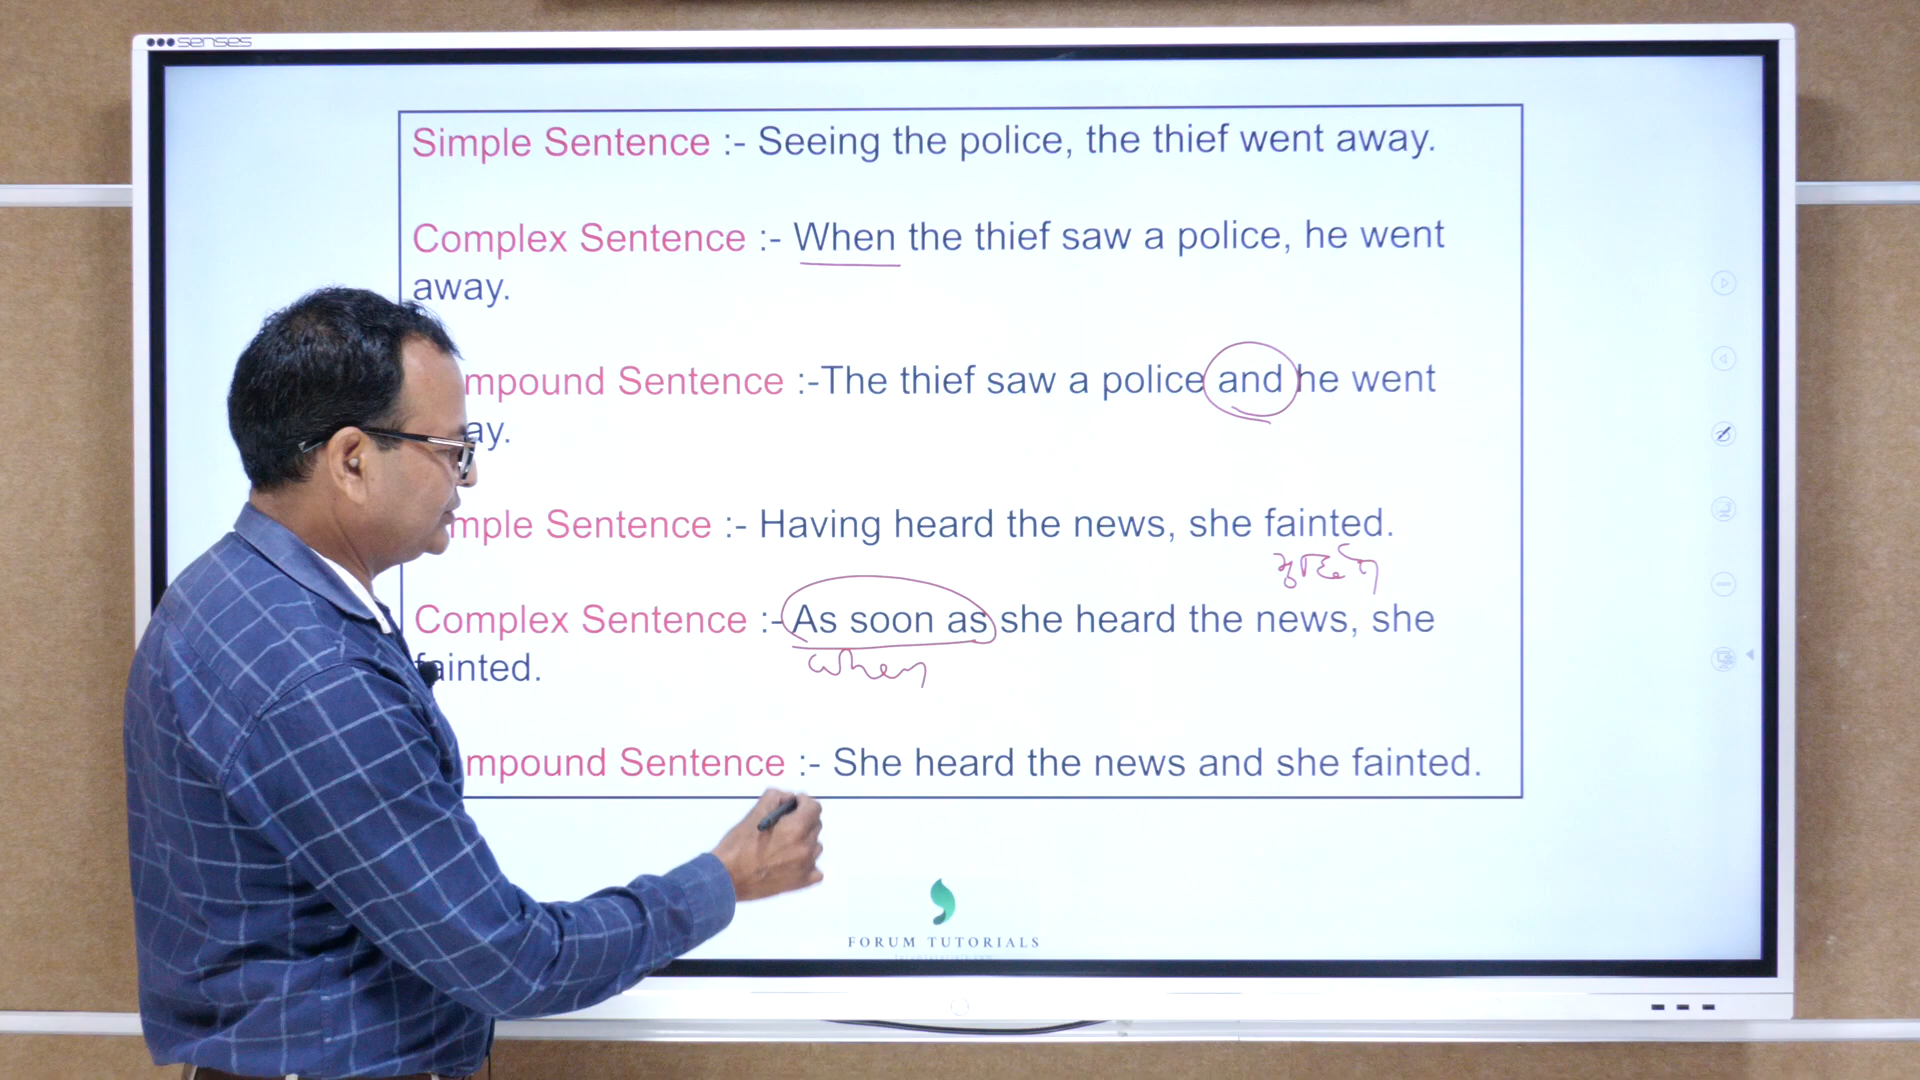 senses
Simple Sentence :- Seeing the police, the thief went away.
Complex Sentence :- When the thief saw a police, he went
away.
mpound Sentence :-The thief saw a police and he went
ay.
mple Sentence :- Having heard the news, she fainted.
Complex Sentence :- As soon as she heard the news, she
fainted.
when
mpound Sentence :- She heard the news and she fainted.
FORUM TUTORIALS